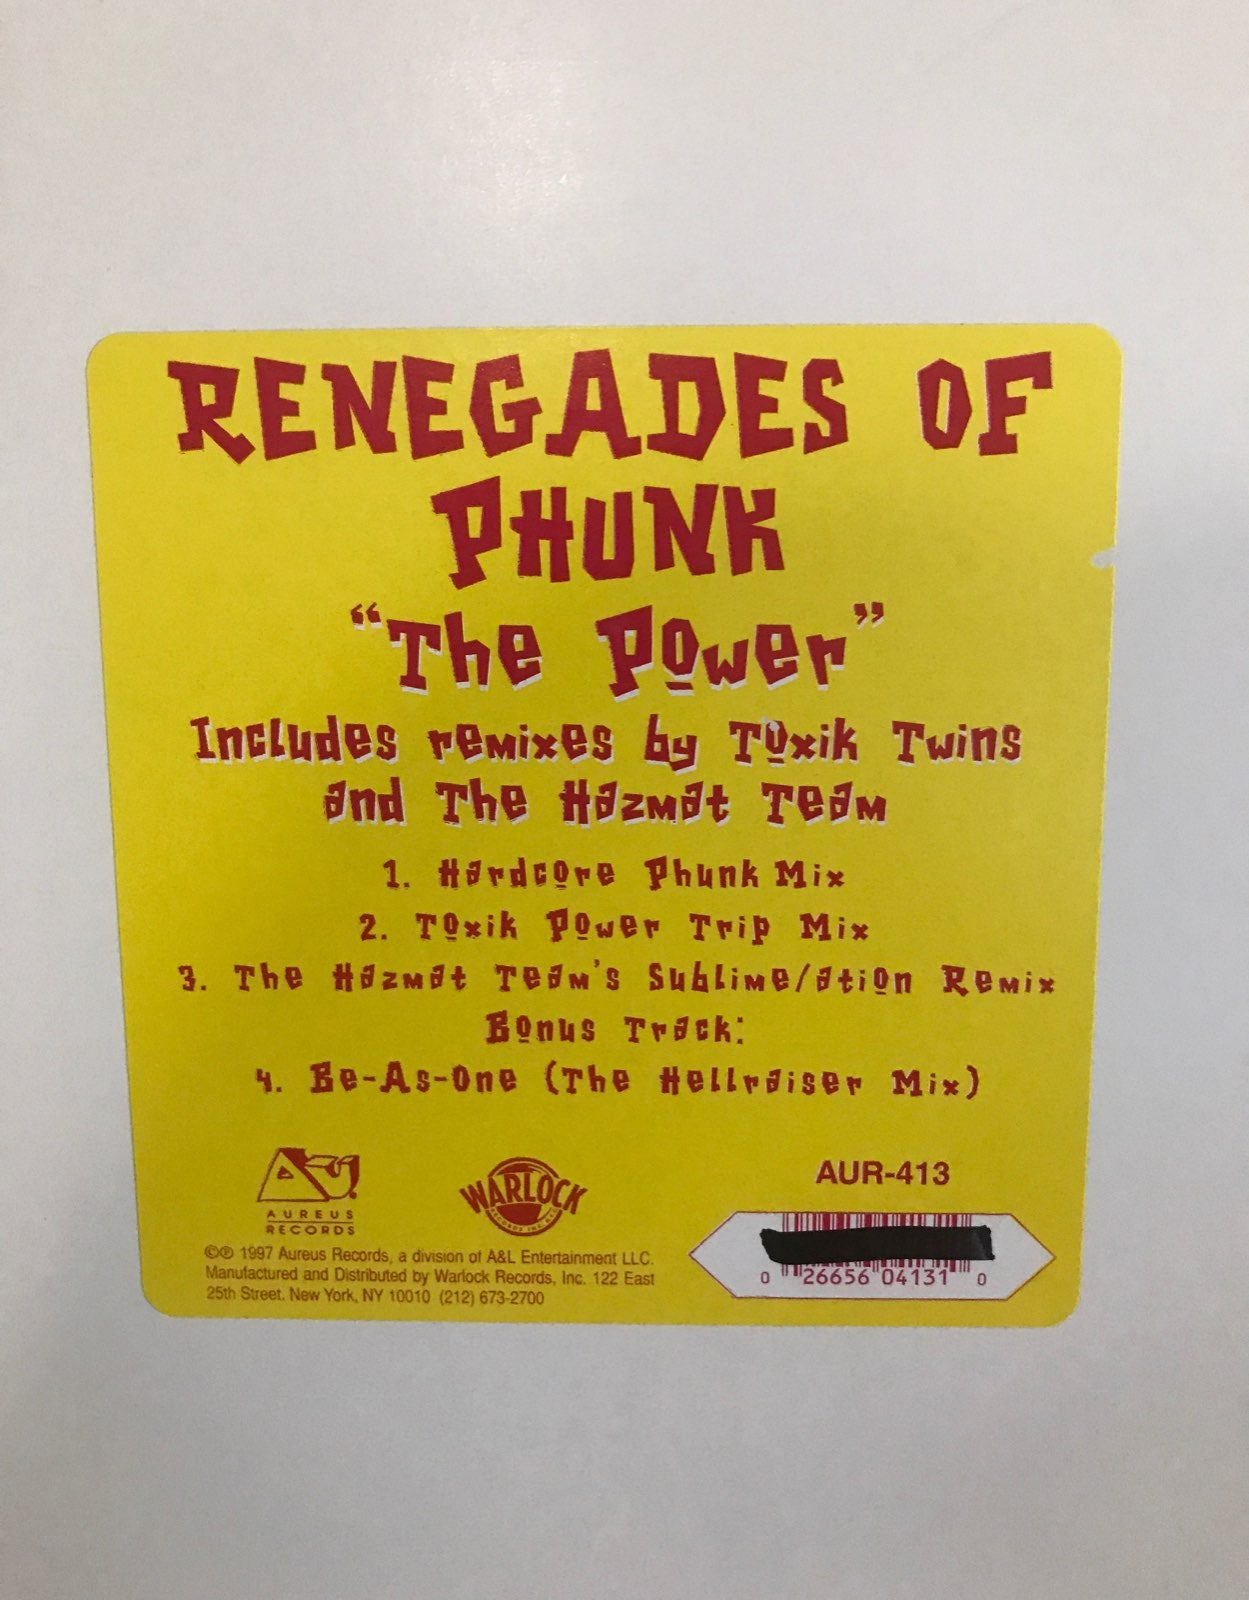 RENEGADES OF
PHUNK
"The Power"
Includes remixes by Toxik Twins
and The Hazmat Team
1. Hardcore Phunk Mix
2. Toxik Power Trip Mix
3. The Hazmat Team's Sublime/ation Remix
Bonus Track:
4. Be-As-One (The Hellraiser Mix)
AUREUS
RECORDS
WARLOCK
RECORDS INC. NYC
©℗ 1997 Aureus Records, a division of A&L Entertainment LLC.
Manufactured and Distributed by Warlock Records, Inc. 122 East
25th Street. New York, NY 10010 (212) 673-2700
AUR-413
0 26656 04131 0